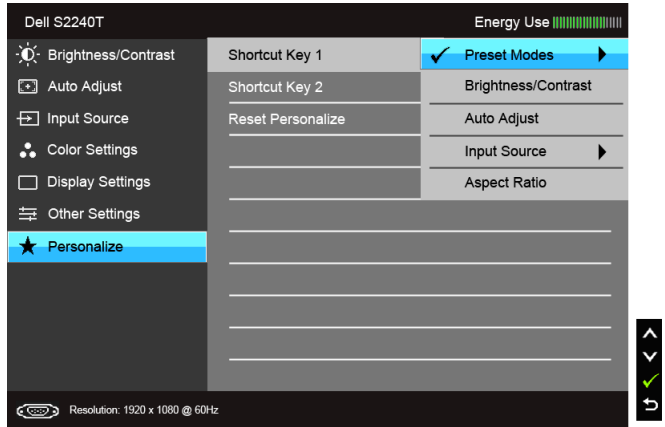 Dell S2240T
Energy Use
Brightness/Contrast
Auto Adjust
Input Source
Color Settings
Display Settings
Other Settings
Personalize
Shortcut Key 1
Shortcut Key 2
Reset Personalize
Preset Modes
Brightness/Contrast
Auto Adjust
Input Source
Aspect Ratio
Resolution: 1920 x 1080 @ 60Hz